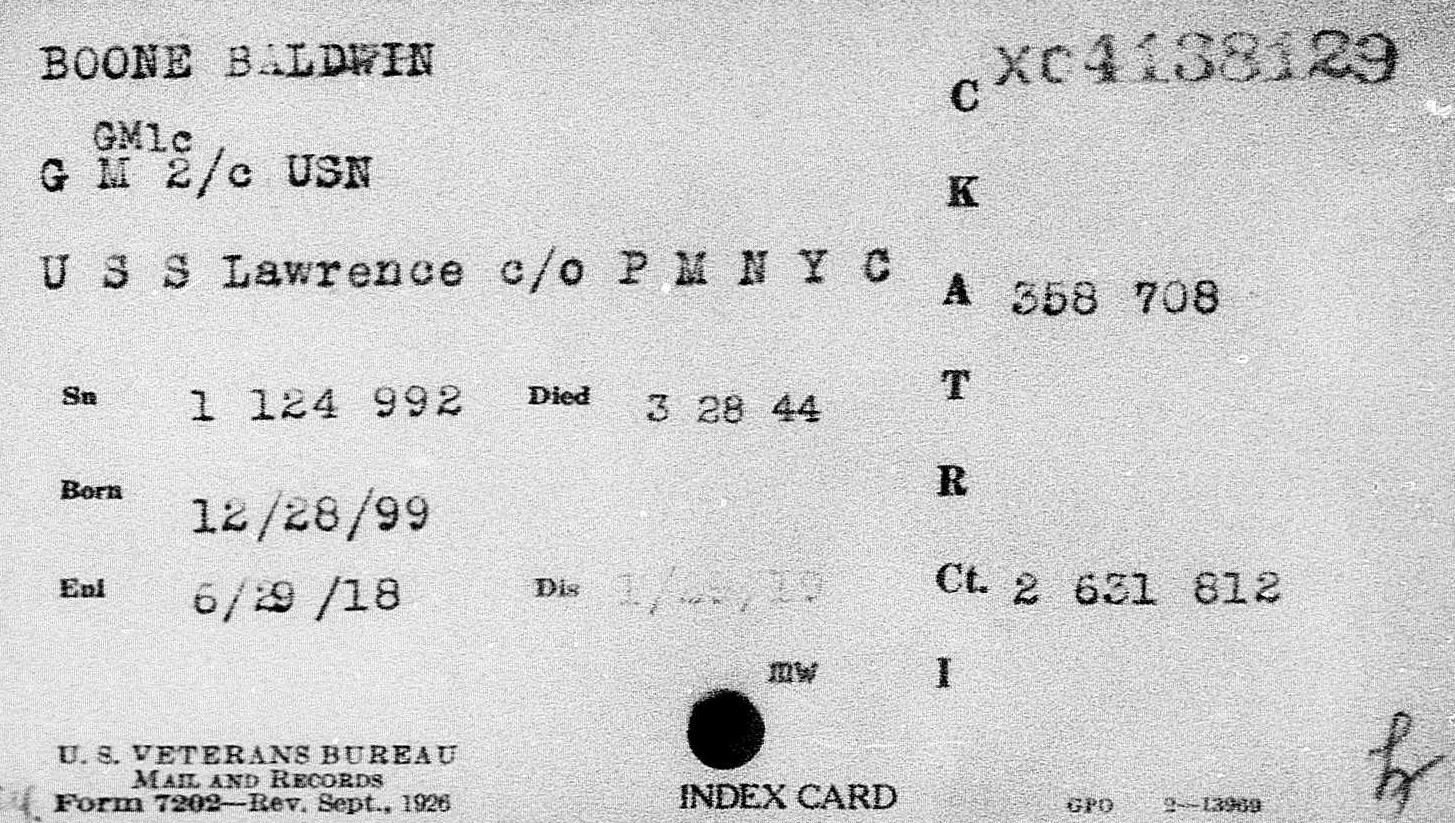 BOONE BALDWIN
C XC4138129
GM1c
G M 2/c USN
K
U S S Lawrence c/o P M N Y C
A 358 708
Sn 1 124 992 Died 3 28 44
T
Born 12/28/99
R
Enl 6/29/18 Dis
Ct. 2 631 812
mw
I
U. S. VETERANS BUREAU
MAIL AND RECORDS
Form 7202—Rev. Sept., 1926
INDEX CARD
GPO 2—13969